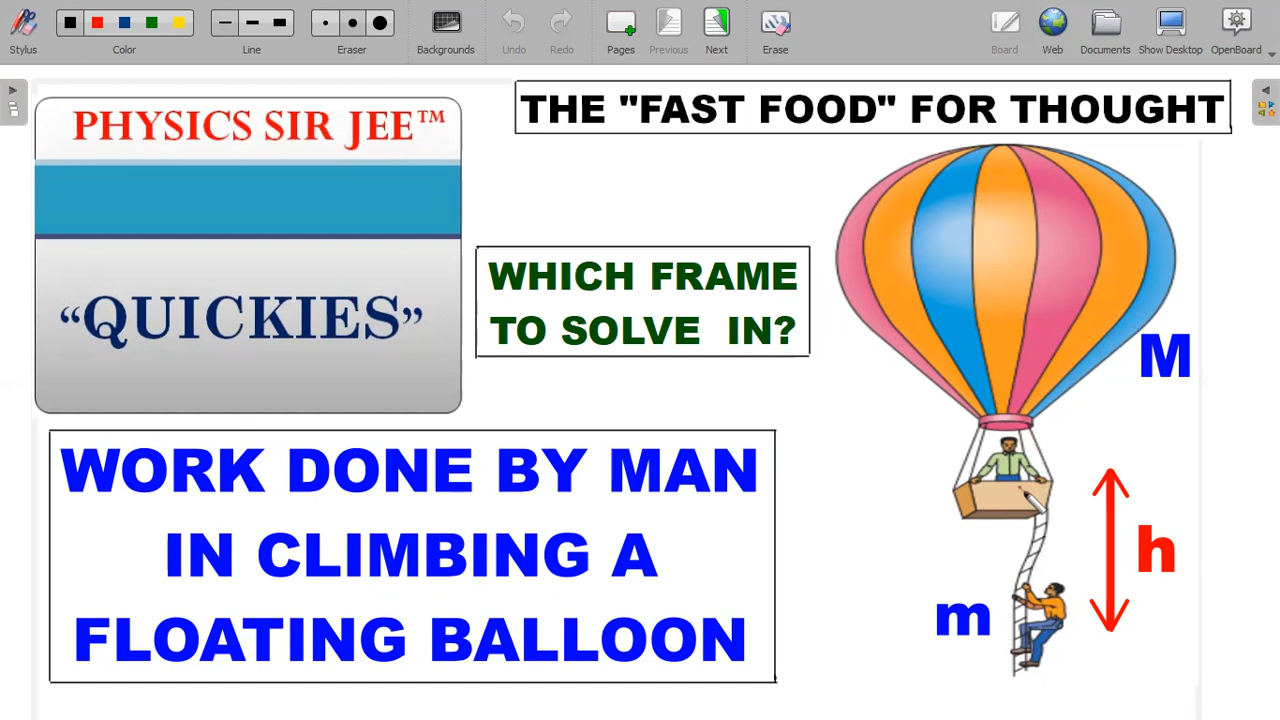 Stylus Color Line Eraser Backgrounds Undo Redo Pages Previous Next Erase Board Web Documents Show Desktop OpenBoard
THE "FAST FOOD" FOR THOUGHT
PHYSICS SIR JEE™
“QUICKIES”
WHICH FRAME
TO SOLVE IN?
M
WORK DONE BY MAN
IN CLIMBING A
FLOATING BALLOON
h
m